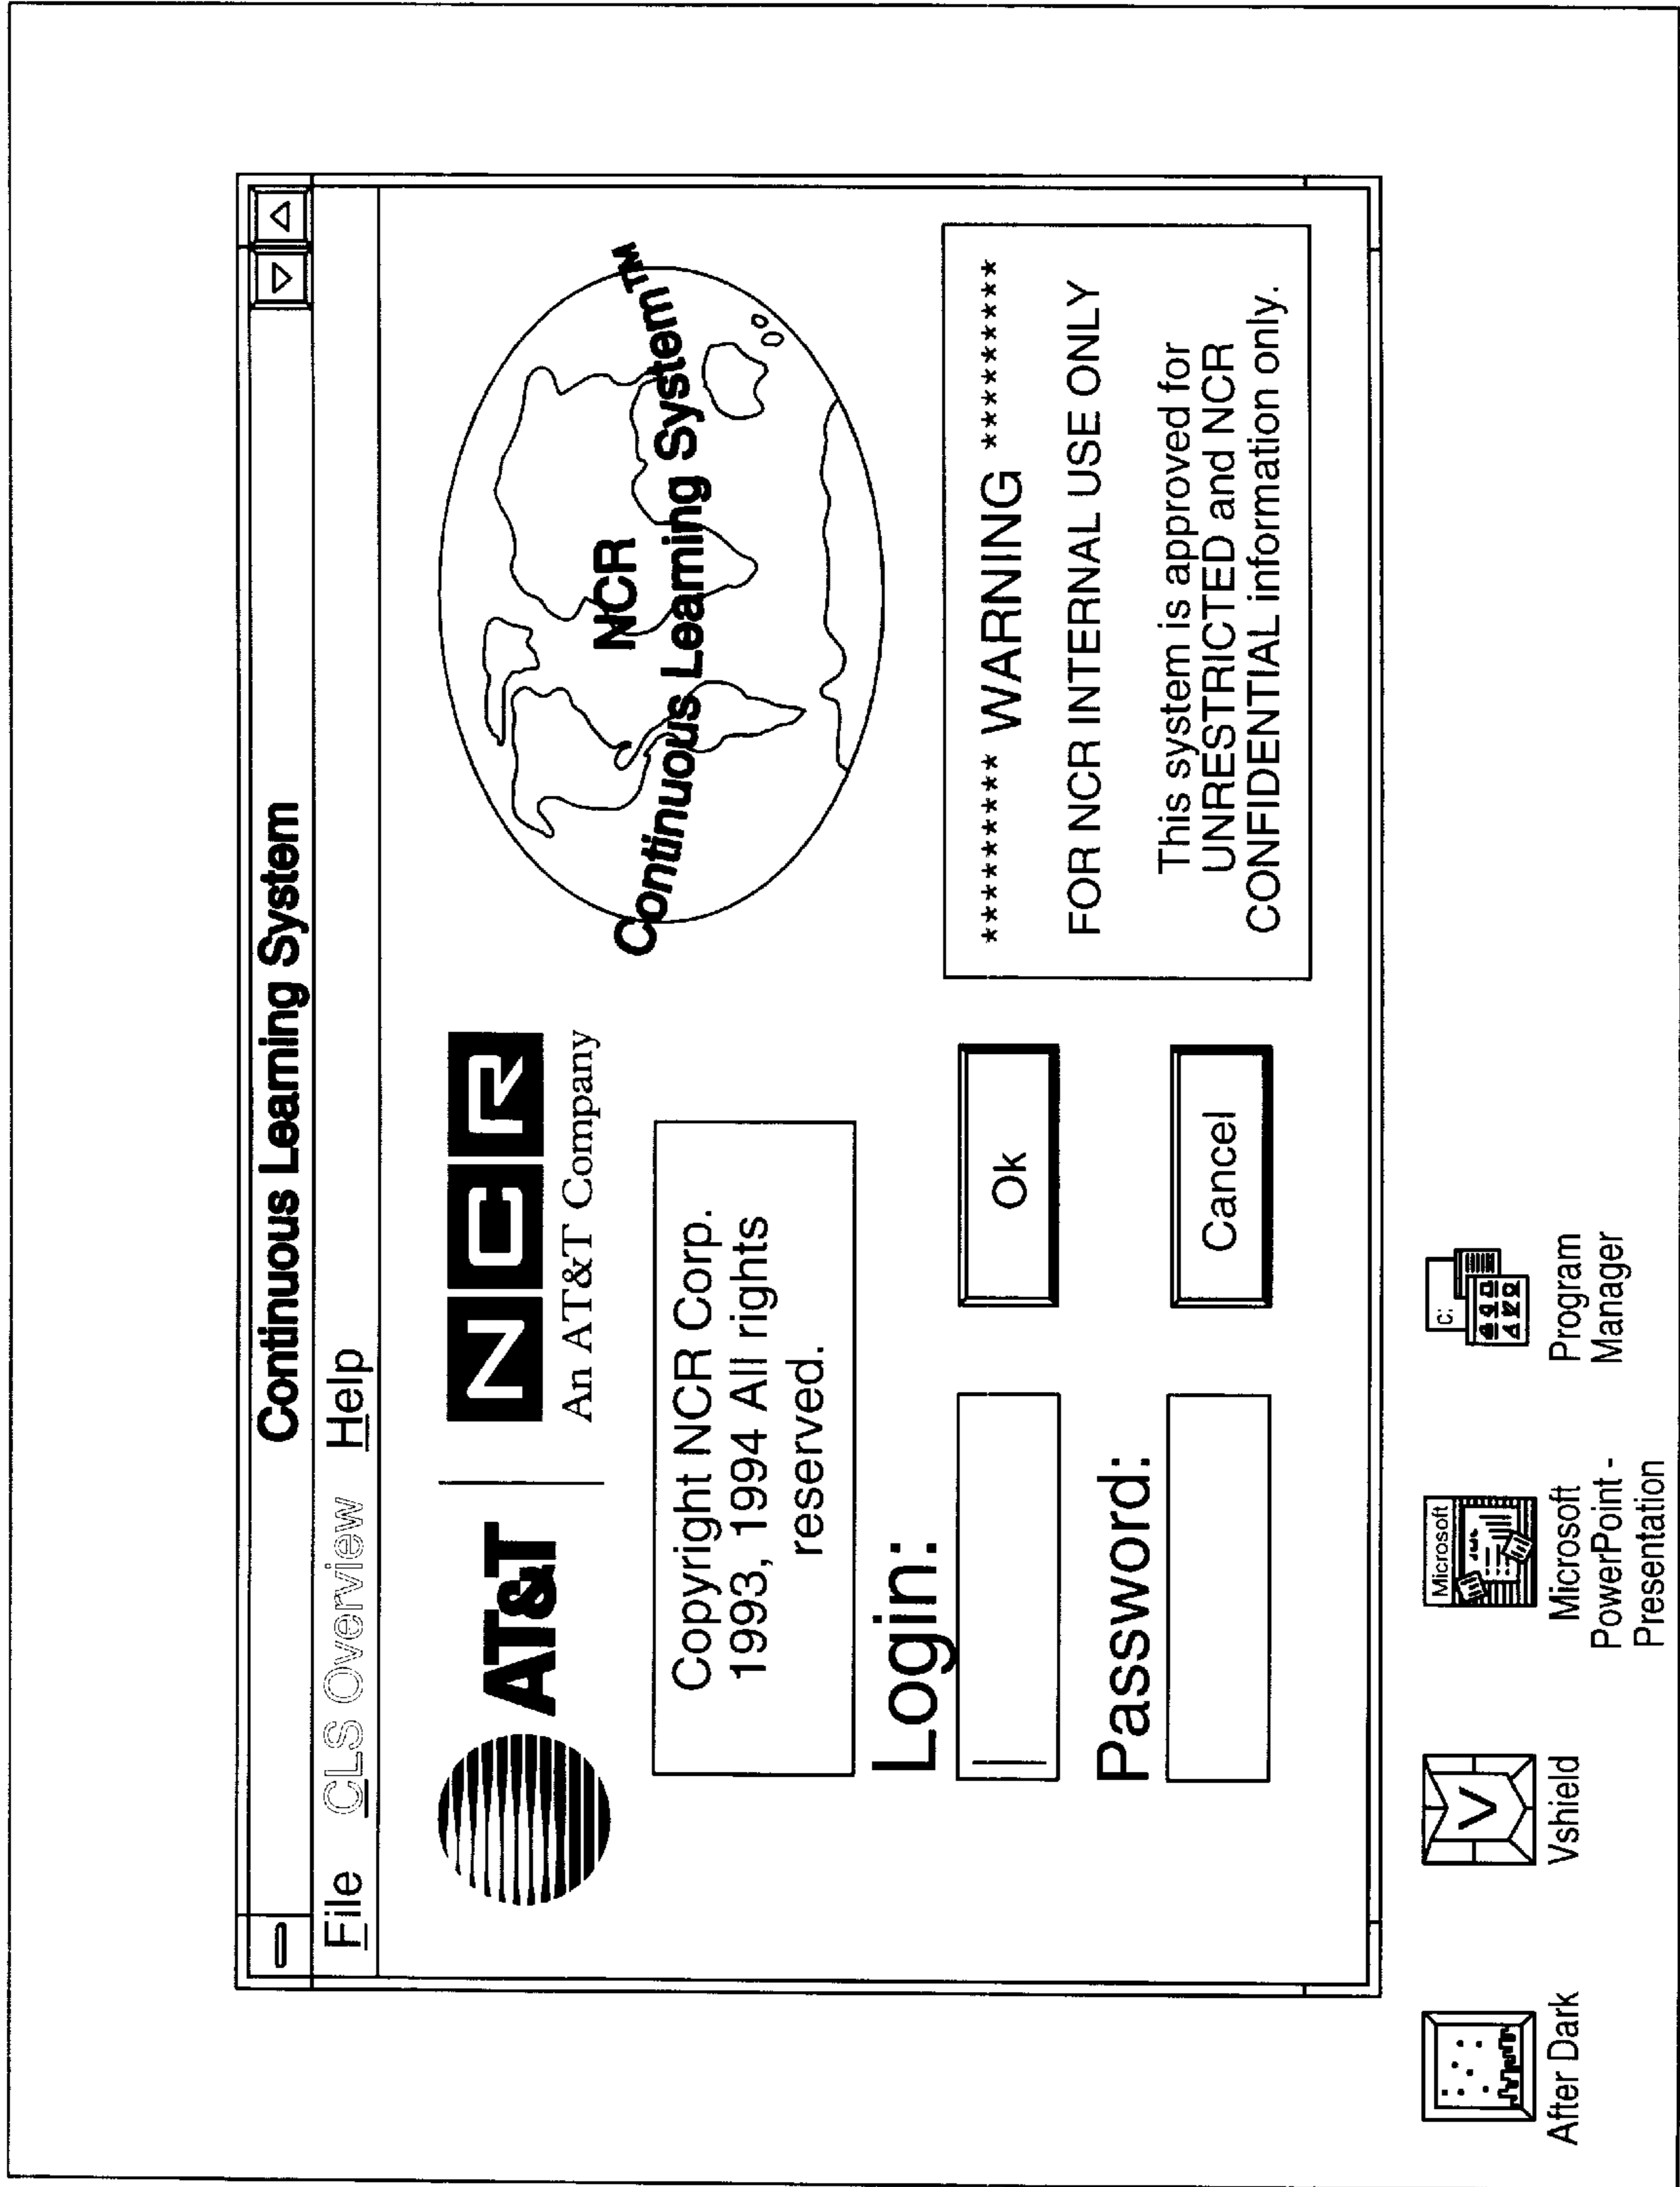 Continuous Learning System
File CLS Overview Help
AT&T
NCR
An AT&T Company
NCR
Continuous Learning System™
Copyright NCR Corp.
1993, 1994 All rights
reserved.
Login:
Ok
Password:
Cancel
********** WARNING **********
FOR NCR INTERNAL USE ONLY
This system is approved for
UNRESTRICTED and NCR
CONFIDENTIAL information only.
After Dark
V
Vshield
Microsoft
Microsoft
PowerPoint -
Presentation
C:
Program
Manager